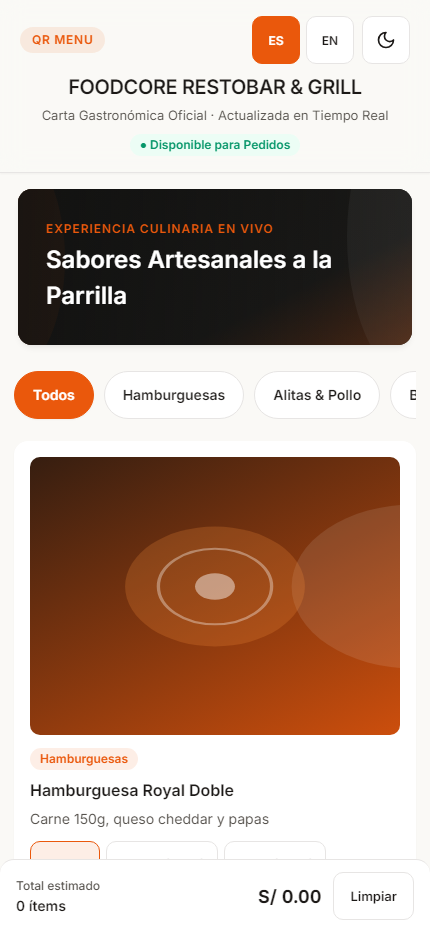 QR MENU
ES
EN
FOODCORE RESTOBAR & GRILL
Carta Gastronómica Oficial · Actualizada en Tiempo Real
● Disponible para Pedidos
EXPERIENCIA CULINARIA EN VIVO
Sabores Artesanales a la
Parrilla
Todos
Hamburguesas
Alitas & Pollo
Hamburguesas
Hamburguesa Royal Doble
Carne 150g, queso cheddar y papas
Total estimado
0 ítems
S/ 0.00
Limpiar